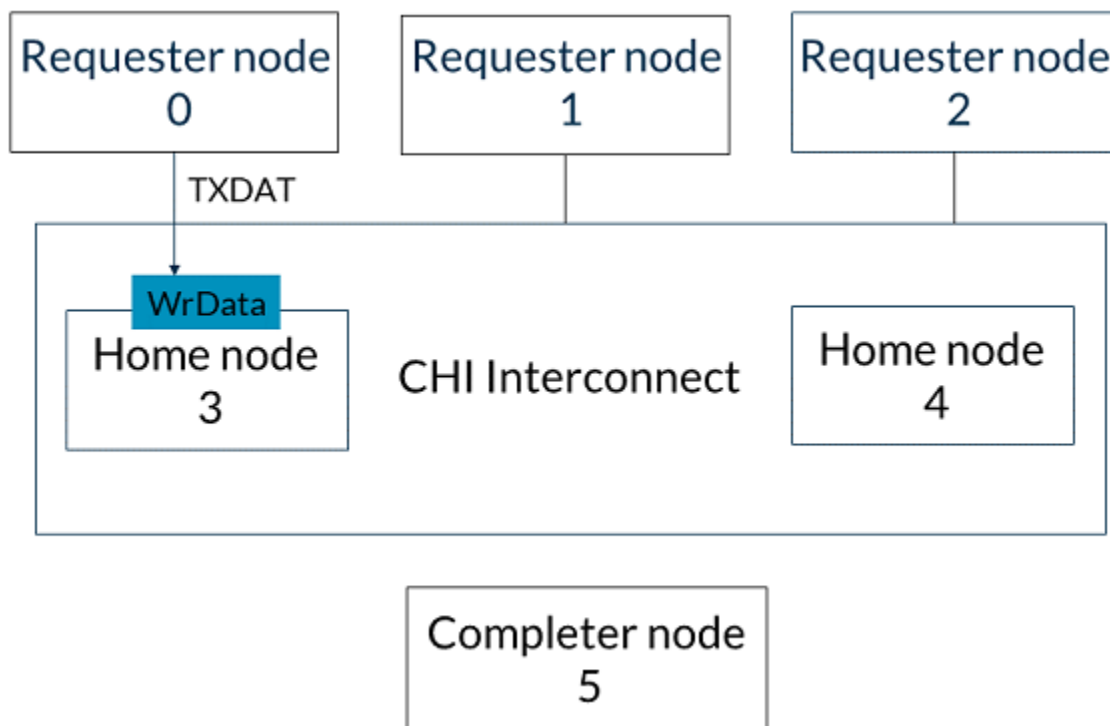 Requester node
0
Requester node
1
Requester node
2
TXDAT
WrData
Home node
3
CHI Interconnect
Home node
4
Completer node
5